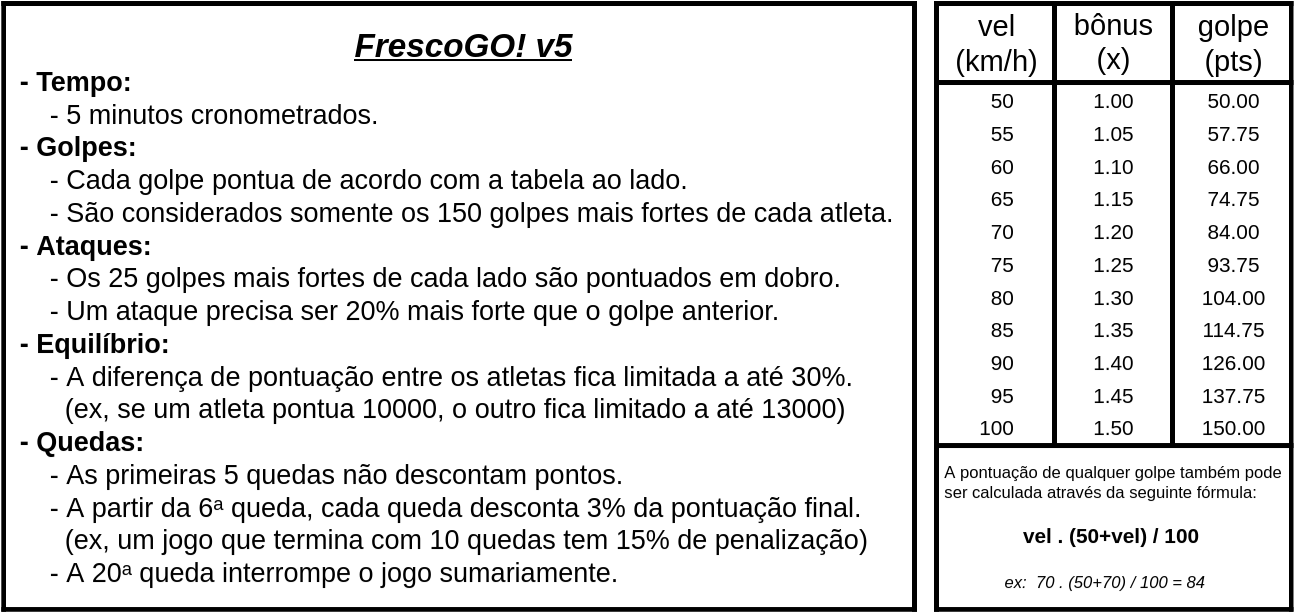 FrescoGO! v5
- Tempo:
- 5 minutos cronometrados.
- Golpes:
- Cada golpe pontua de acordo com a tabela ao lado.
- São considerados somente os 150 golpes mais fortes de cada atleta.
- Ataques:
- Os 25 golpes mais fortes de cada lado são pontuados em dobro.
- Um ataque precisa ser 20% mais forte que o golpe anterior.
- Equilíbrio:
- A diferença de pontuação entre os atletas fica limitada a até 30%.
(ex, se um atleta pontua 10000, o outro fica limitado a até 13000)
- Quedas:
- As primeiras 5 quedas não descontam pontos.
- A partir da 6ª queda, cada queda desconta 3% da pontuação final.
(ex, um jogo que termina com 10 quedas tem 15% de penalização)
- A 20ª queda interrompe o jogo sumariamente.
vel bônus golpe
(km/h) (x) (pts)
50 1.00 50.00
55 1.05 57.75
60 1.10 66.00
65 1.15 74.75
70 1.20 84.00
75 1.25 93.75
80 1.30 104.00
85 1.35 114.75
90 1.40 126.00
95 1.45 137.75
100 1.50 150.00
A pontuação de qualquer golpe também pode
ser calculada através da seguinte fórmula:
vel . (50+vel) / 100
ex: 70 . (50+70) / 100 = 84